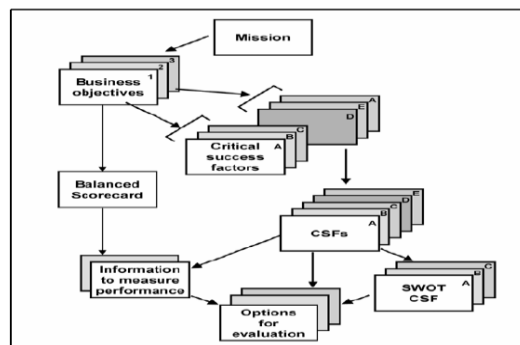 Mission
3
2
1
Business
objectives
A
E
D
C
B
A
Critical
success
factors
Balanced
Scorecard
E
D
C
B
A
CSFs
Information
to measure
performance
C
B
A
SWOT
CSF
Options
for
evaluation